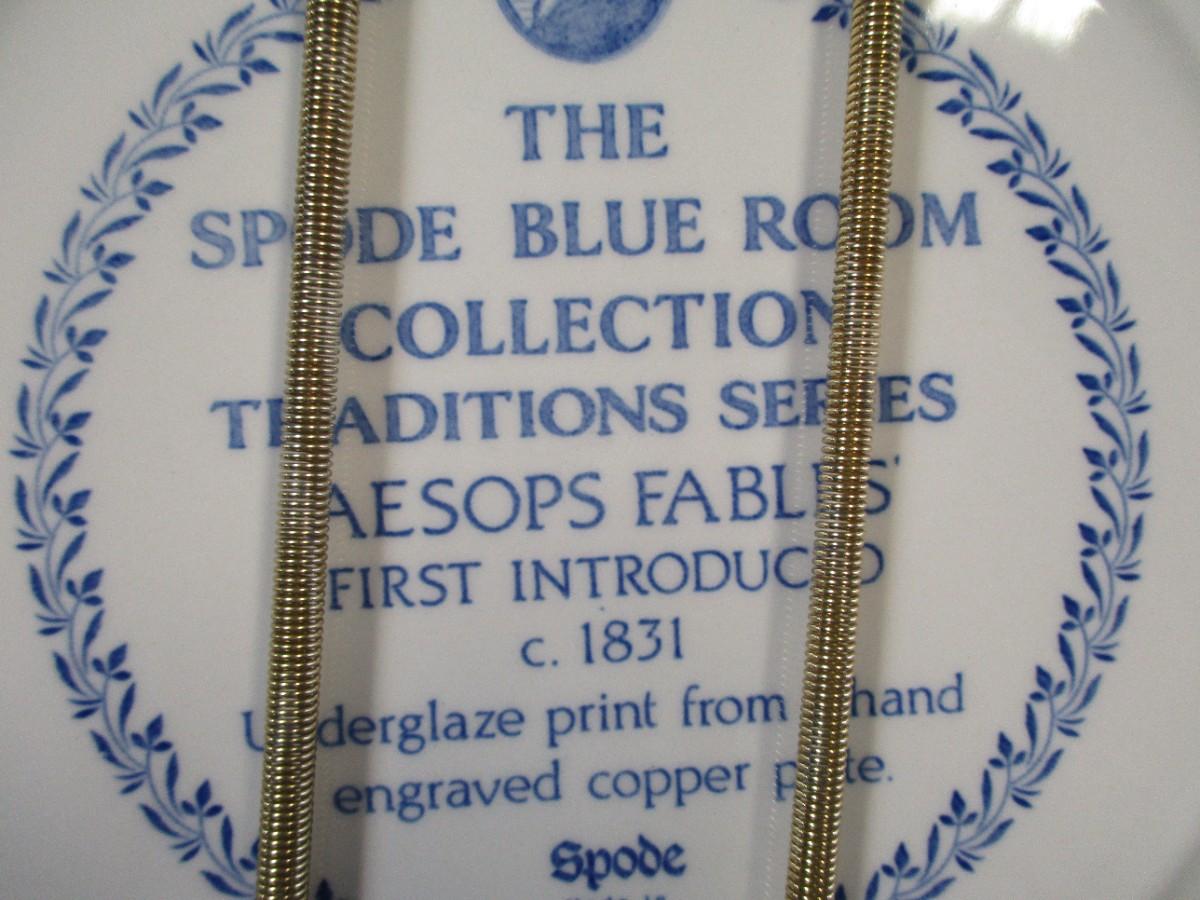 THE
SPODE BLUE ROOM
COLLECTION
TRADITIONS SERIES
AESOPS FABLES'
FIRST INTRODUCED
c. 1831
Underglaze print from a hand
engraved copper plate.
Spode